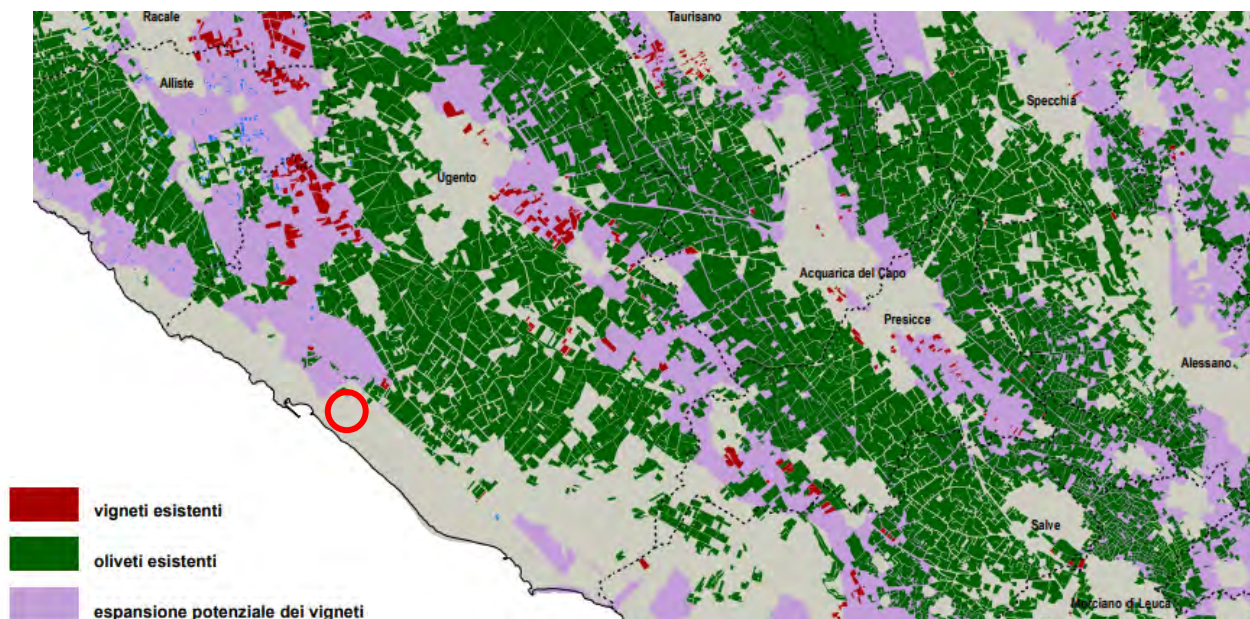 Racale
Taurisano
Alliste
Specchia
Ugento
Acquarica del Capo
Presicce
Alessano
vigneti esistenti
oliveti esistenti
Salve
espansione potenziale dei vigneti
Morciano di Leuca